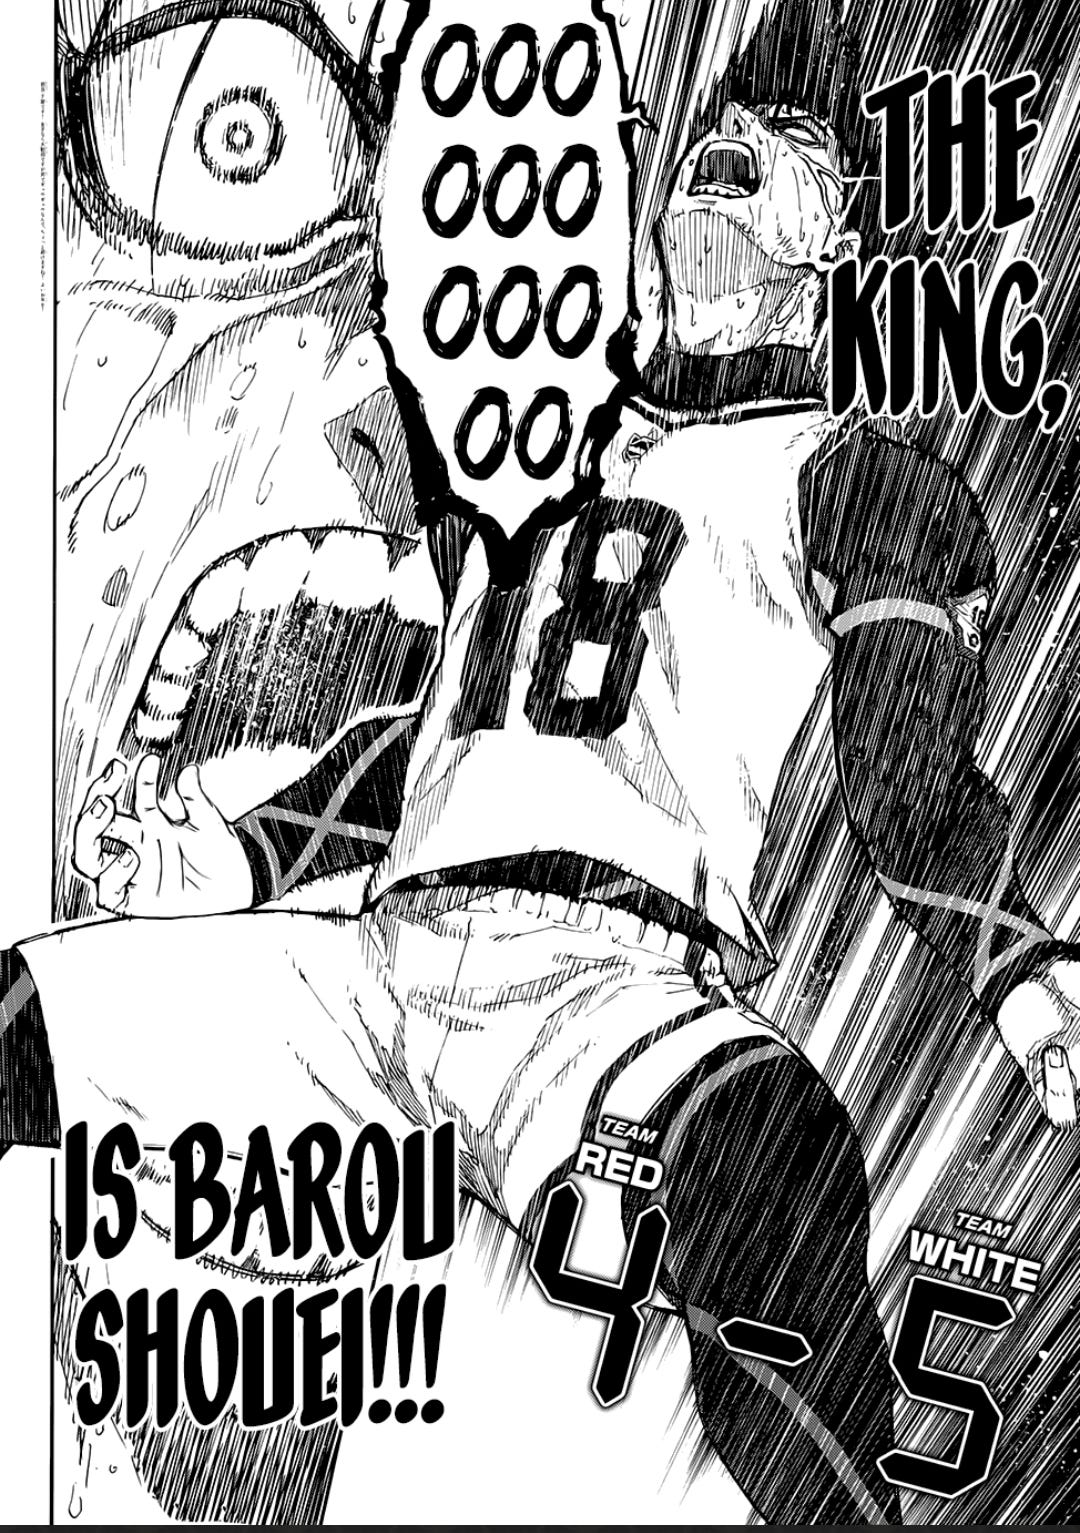 THE
KING,
OOO
OOO
OOO
OO
18
IS BAROU
SHOUEI!!!
TEAM
RED
4 - 5
TEAM
WHITE